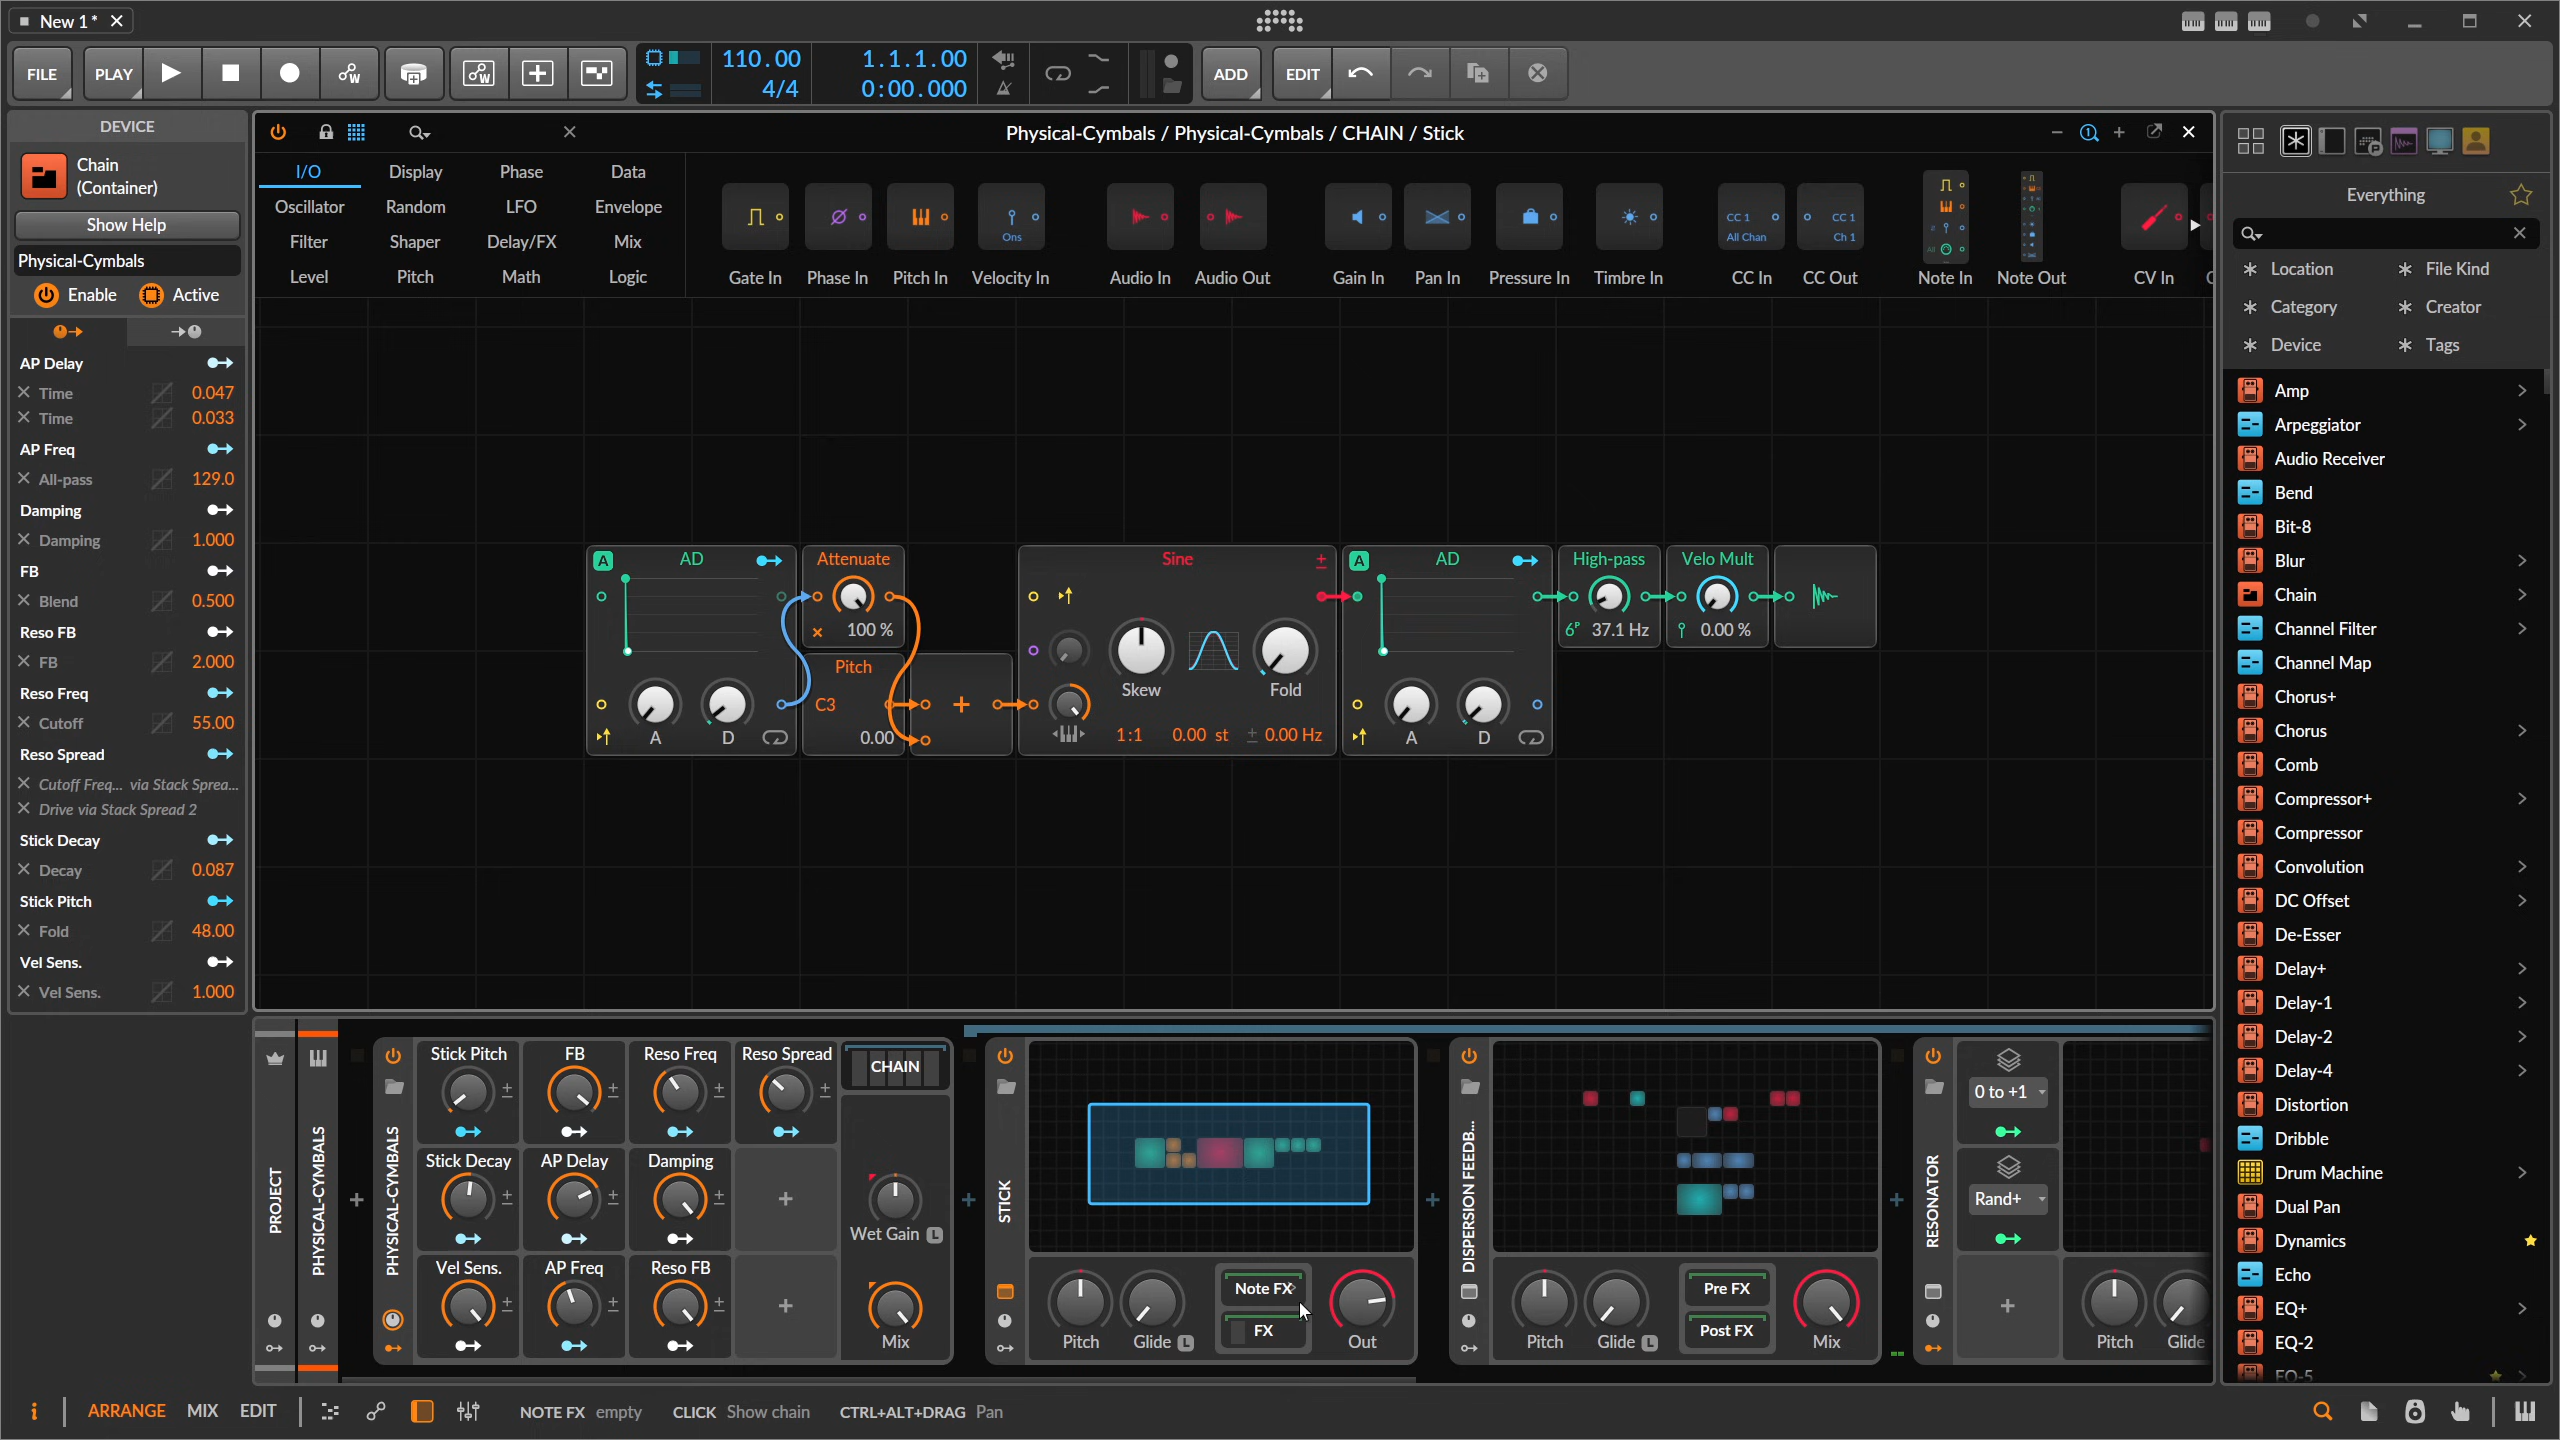 New 1 *
FILE
PLAY
110.00
4/4
1.1.1.00
0:00.000
ADD
EDIT
DEVICE
Chain
(Container)
Show Help
Physical-Cymbals
Enable
Active
AP Delay
Time 0.047
Time 0.033
AP Freq
All-pass 129.0
Damping
Damping 1.000
FB
Blend 0.500
Reso FB
FB 2.000
Reso Freq
Cutoff 55.00
Reso Spread
Cutoff Freq... via Stack Sprea...
Drive via Stack Spread 2
Stick Decay
Decay 0.087
Stick Pitch
Fold 48.00
Vel Sens.
Vel Sens. 1.000
Physical-Cymbals / Physical-Cymbals / CHAIN / Stick
I/O Display Phase Data
Oscillator Random LFO Envelope
Filter Shaper Delay/FX Mix
Level Pitch Math Logic
Ons
CC 1
All Chan
CC 1
Ch 1
Gate In Phase In Pitch In Velocity In Audio In Audio Out Gain In Pan In Pressure In Timbre In CC In CC Out Note In Note Out CV In
A AD
A D
Attenuate
100 %
Pitch
C3
0.00
+
Sine
Skew
Fold
1:1 0.00 st ± 0.00 Hz
A AD
A D
High-pass
6P 37.1 Hz
Velo Mult
0.00 %
Everything
Location File Kind
Category Creator
Device Tags
Amp
Arpeggiator
Audio Receiver
Bend
Bit-8
Blur
Chain
Channel Filter
Channel Map
Chorus+
Chorus
Comb
Compressor+
Compressor
Convolution
DC Offset
De-Esser
Delay+
Delay-1
Delay-2
Delay-4
Distortion
Dribble
Drum Machine
Dual Pan
Dynamics
Echo
EQ+
EQ-2
EQ-5
PROJECT
PHYSICAL-CYMBALS
PHYSICAL-CYMBALS
Stick Pitch FB Reso Freq Reso Spread
Stick Decay AP Delay Damping
Vel Sens. AP Freq Reso FB
CHAIN
Wet Gain L
Mix
STICK
Pitch Glide L
Note FX
FX
Out
DISPERSION FEEDB...
Pitch Glide L
Pre FX
Post FX
Mix
RESONATOR
0 to +1
Rand+
Pitch Glide
i ARRANGE MIX EDIT
NOTE FX empty CLICK Show chain CTRL+ALT+DRAG Pan